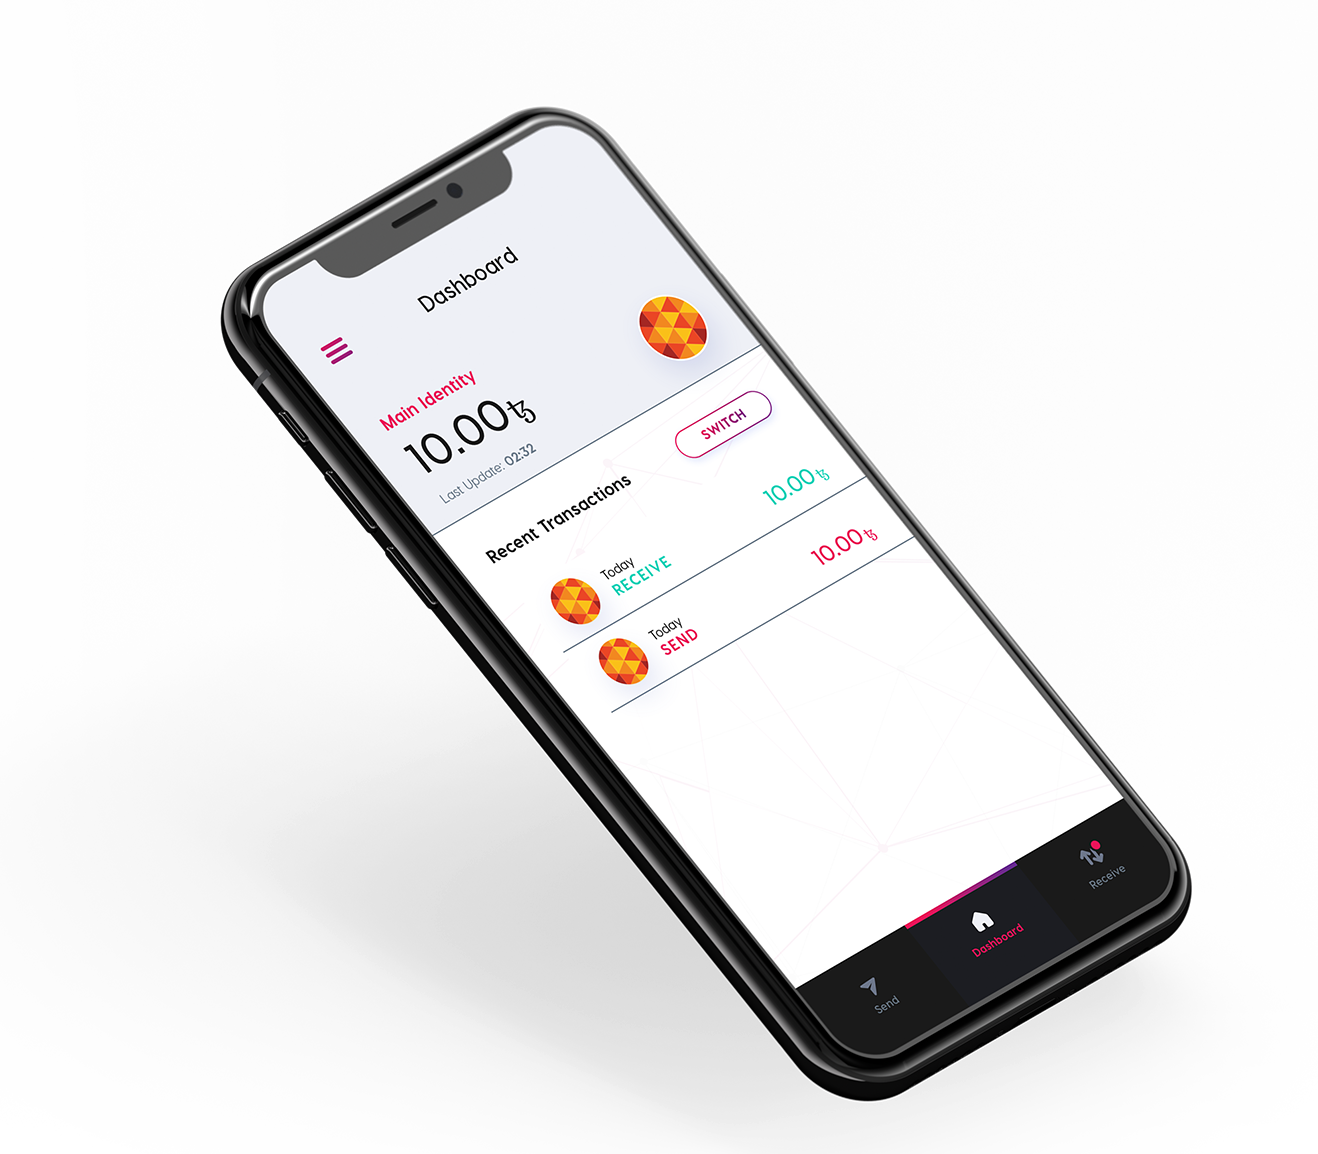 Dashboard
Main Identity
10.00ꜩ
Last Update: 02:32
SWITCH
Recent Transactions
Today
RECEIVE
10.00ꜩ
Today
SEND
10.00ꜩ
Send
Dashboard
Receive